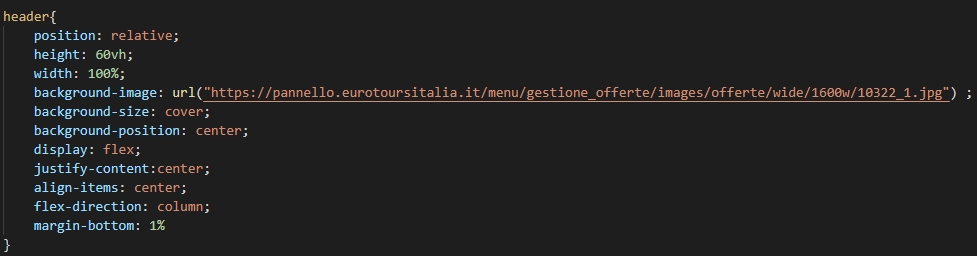 header{
position: relative;
height: 60vh;
width: 100%;
background-image: url("https://pannello.eurotoursitalia.it/menu/gestione_offerte/images/offerte/wide/1600w/10322_1.jpg") ;
background-size: cover;
background-position: center;
display: flex;
justify-content:center;
align-items: center;
flex-direction: column;
margin-bottom: 1%
}